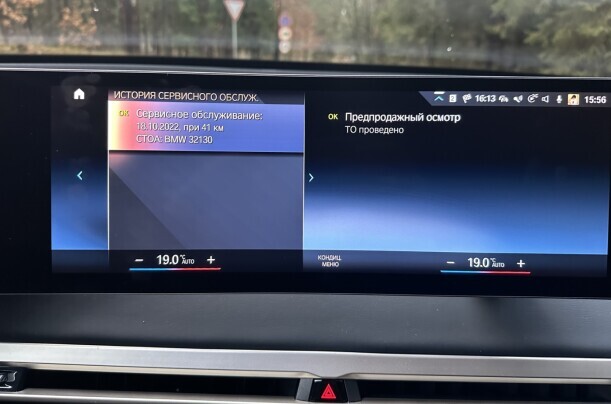 ИСТОРИЯ СЕРВИСНОГО ОБСЛУЖ.
16:13
15:56
OK Сервисное обслуживание:
18.10.2022, при 41 км
СТОА: BMW 32130
OK Предпродажный осмотр
ТО проведено
− 19.0 °C AUTO +
КОНДИЦ.
МЕНЮ
− 19.0 °C AUTO +